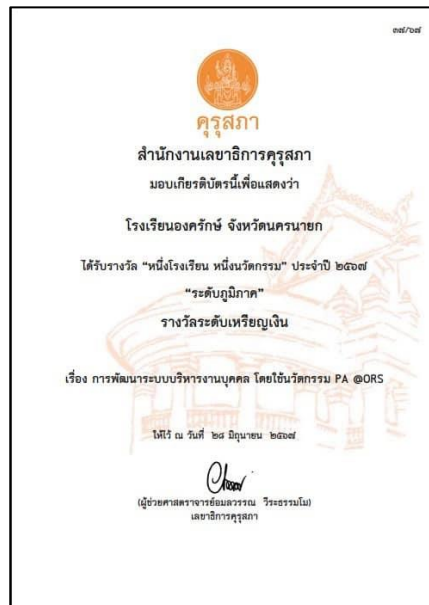 ๓๗/๖๗
คุรุสภา
สำนักงานเลขาธิการคุรุสภา
มอบเกียรติบัตรนี้เพื่อแสดงว่า
โรงเรียนองครักษ์ จังหวัดนครนายก
ได้รับรางวัล “หนึ่งโรงเรียน หนึ่งนวัตกรรม” ประจำปี ๒๕๖๗
“ระดับภูมิภาค”
รางวัลระดับเหรียญเงิน
เรื่อง การพัฒนาระบบบริหารงานบุคคล โดยใช้นวัตกรรม PA @ORS
ให้ไว้ ณ วันที่ ๒๘ มิถุนายน ๒๕๖๗
(ผู้ช่วยศาสตราจารย์อมลวรรณ วีระธรรมโม)
เลขาธิการคุรุสภา